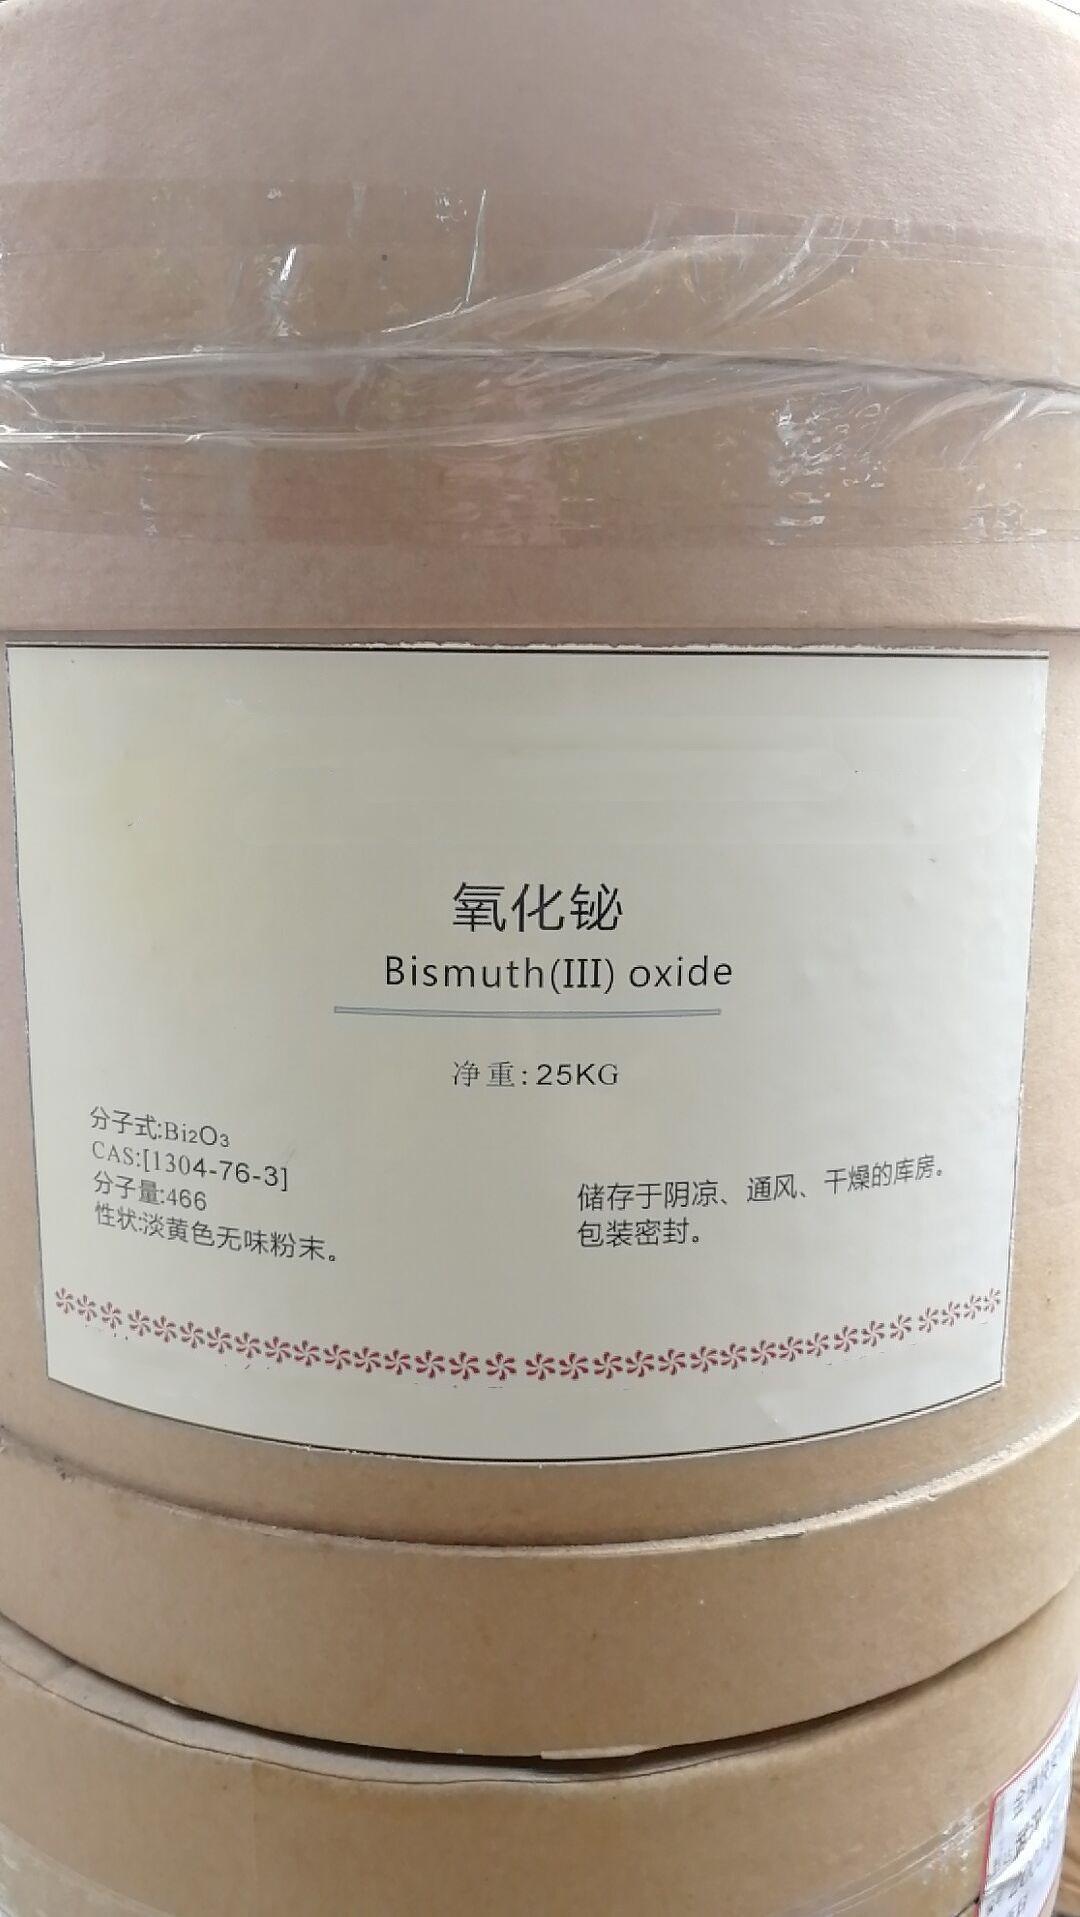 氧化铋
Bismuth(III) oxide
净重:25KG
分子式:Bi₂O₃
CAS:[1304-76-3]
分子量:466
性状:淡黄色无味粉末。
储存于阴凉、通风、干燥的库房。
包装密封。